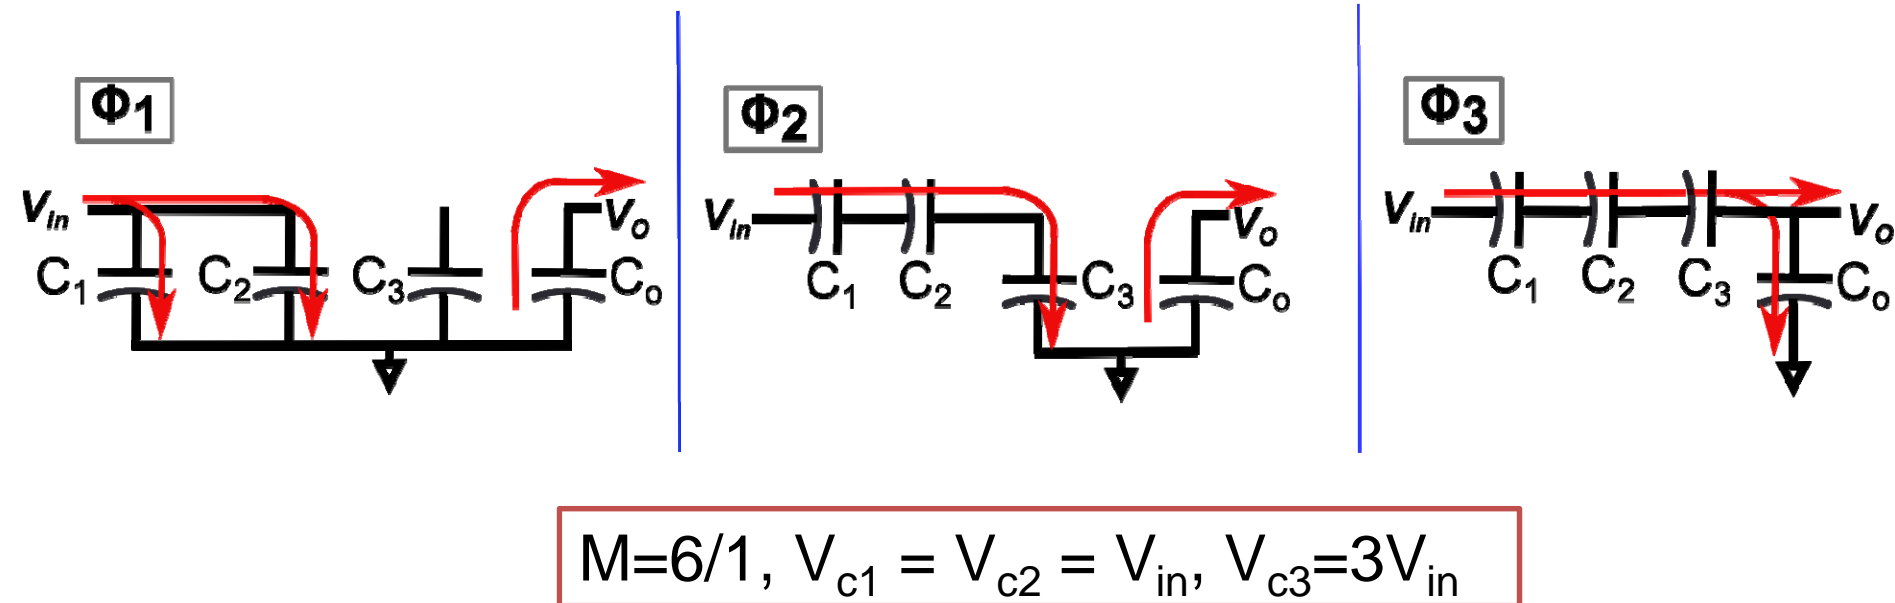 Φ1
Vin
C1
C2
C3
Co
Vo
Φ2
Vin
C1
C2
C3
Co
Vo
Φ3
Vin
C1
C2
C3
Co
Vo
M=6/1, Vc1 = Vc2 = Vin, Vc3=3Vin